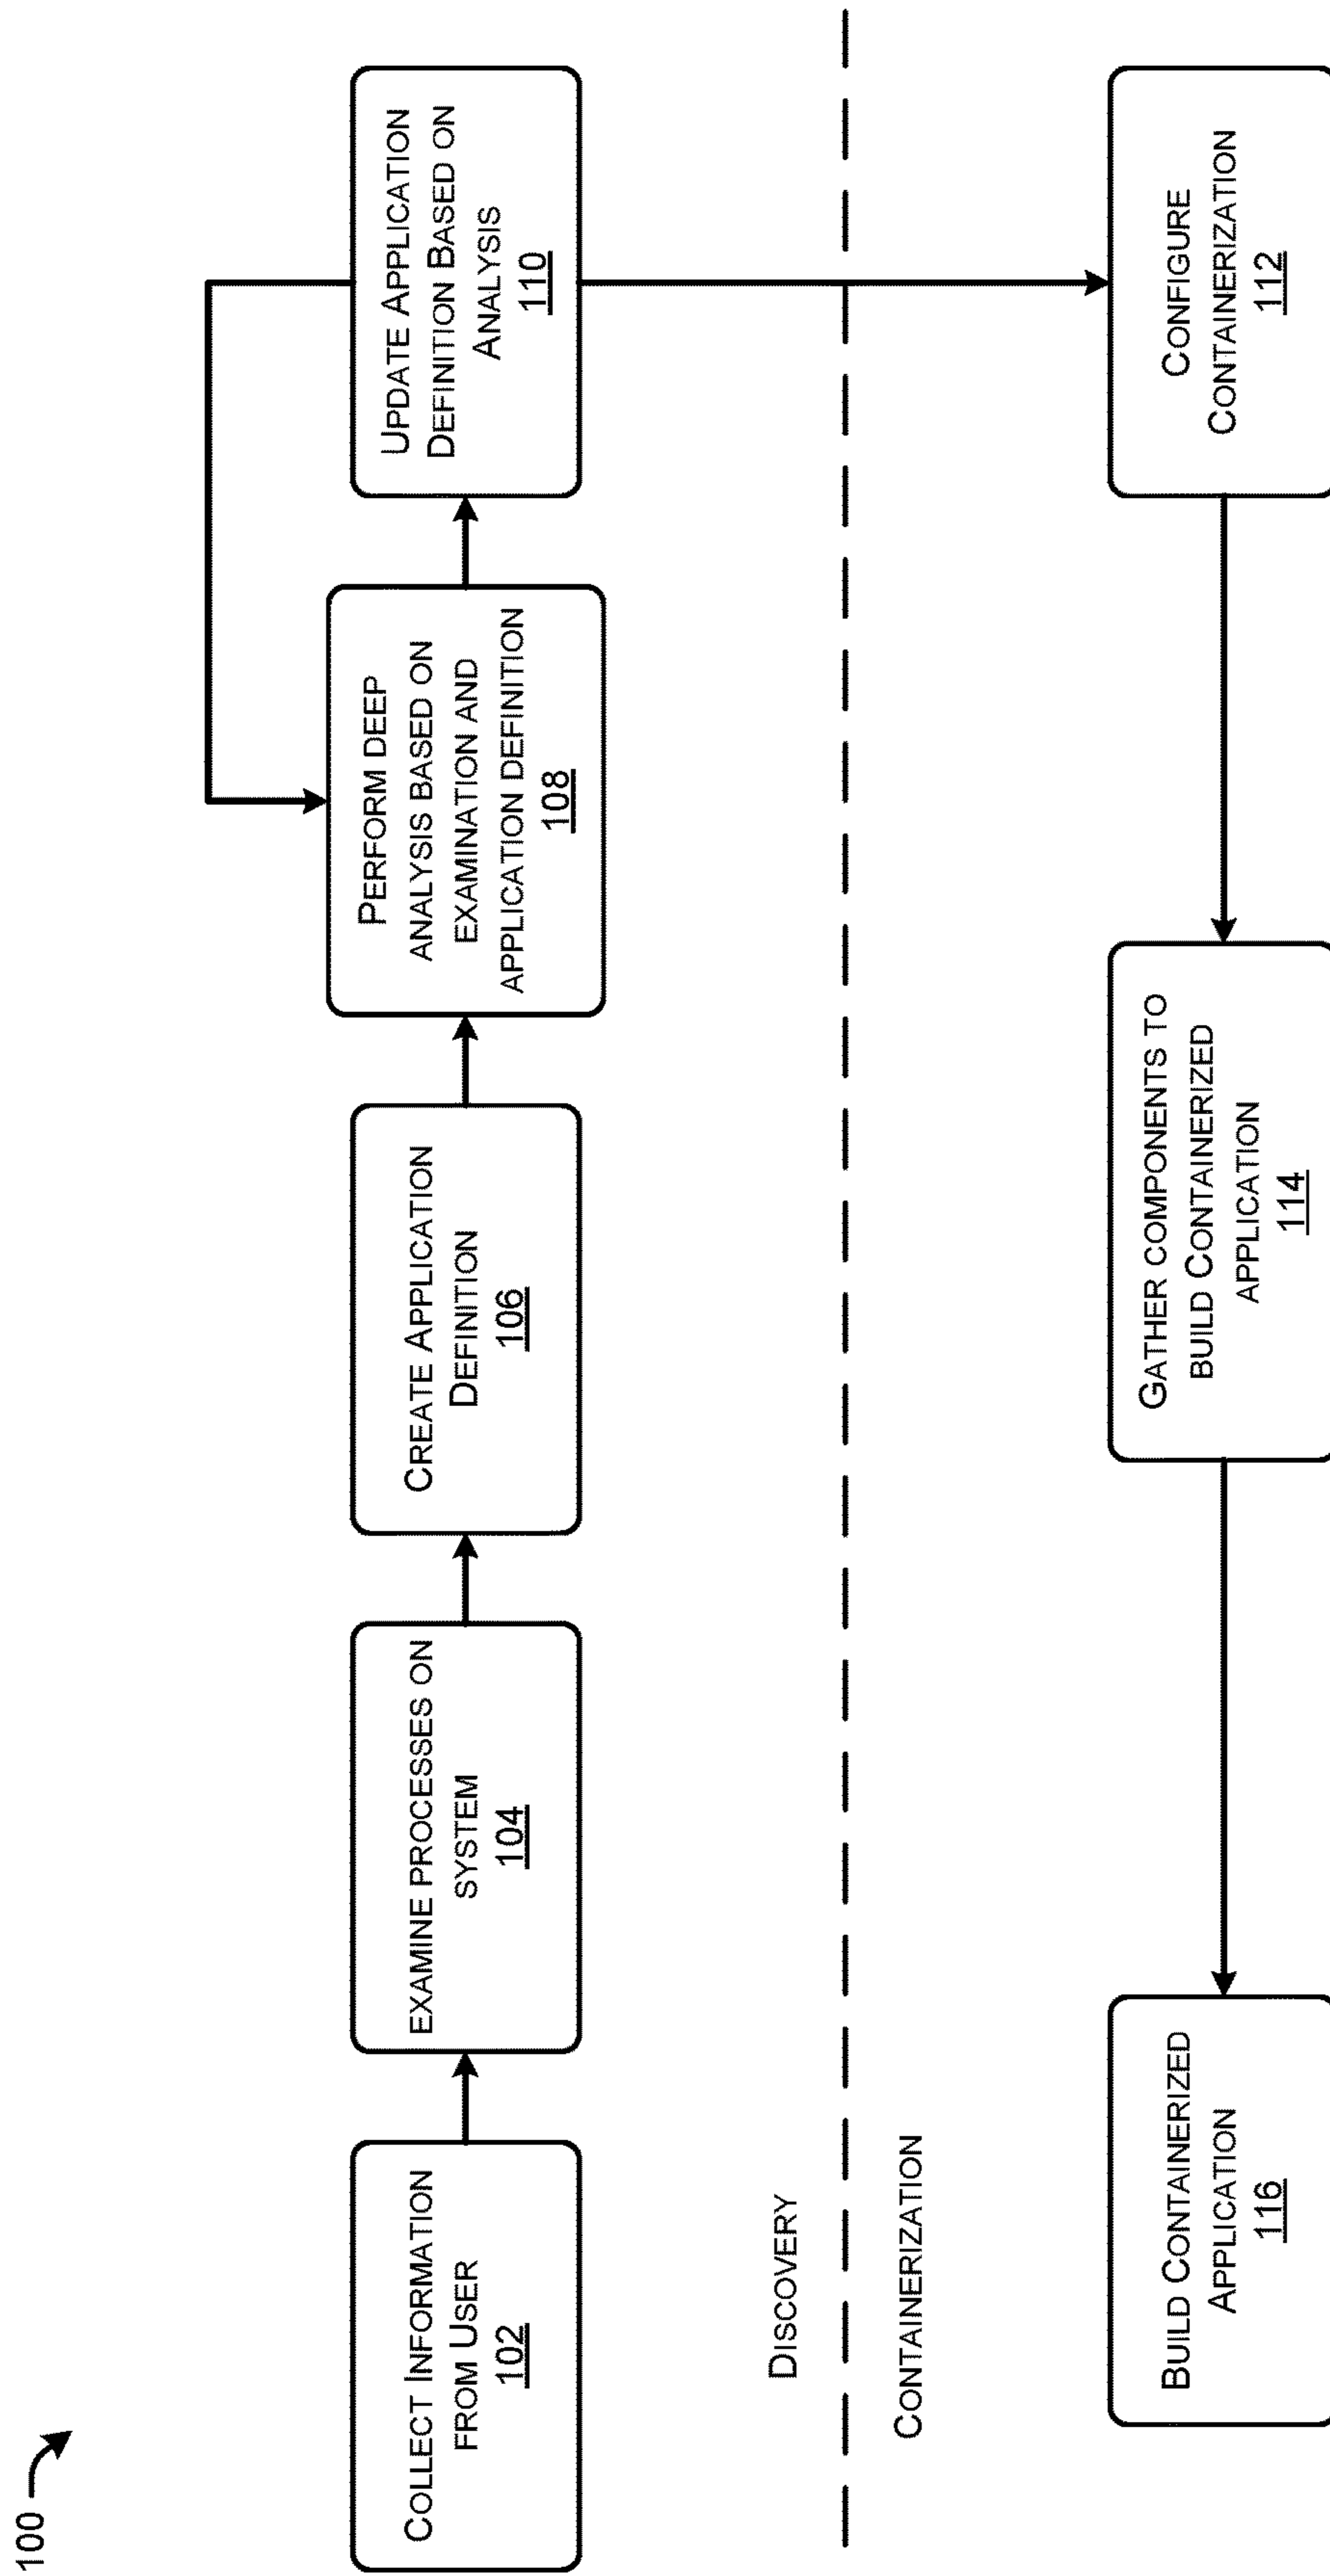 100
COLLECT INFORMATION
FROM USER
102
EXAMINE PROCESSES ON
SYSTEM
104
CREATE APPLICATION
DEFINITION
106
PERFORM DEEP
ANALYSIS BASED ON
EXAMINATION AND
APPLICATION DEFINITION
108
UPDATE APPLICATION
DEFINITION BASED ON
ANALYSIS
110
DISCOVERY
CONTAINERIZATION
BUILD CONTAINERIZED
APPLICATION
116
GATHER COMPONENTS TO
BUILD CONTAINERIZED
APPLICATION
114
CONFIGURE
CONTAINERIZATION
112